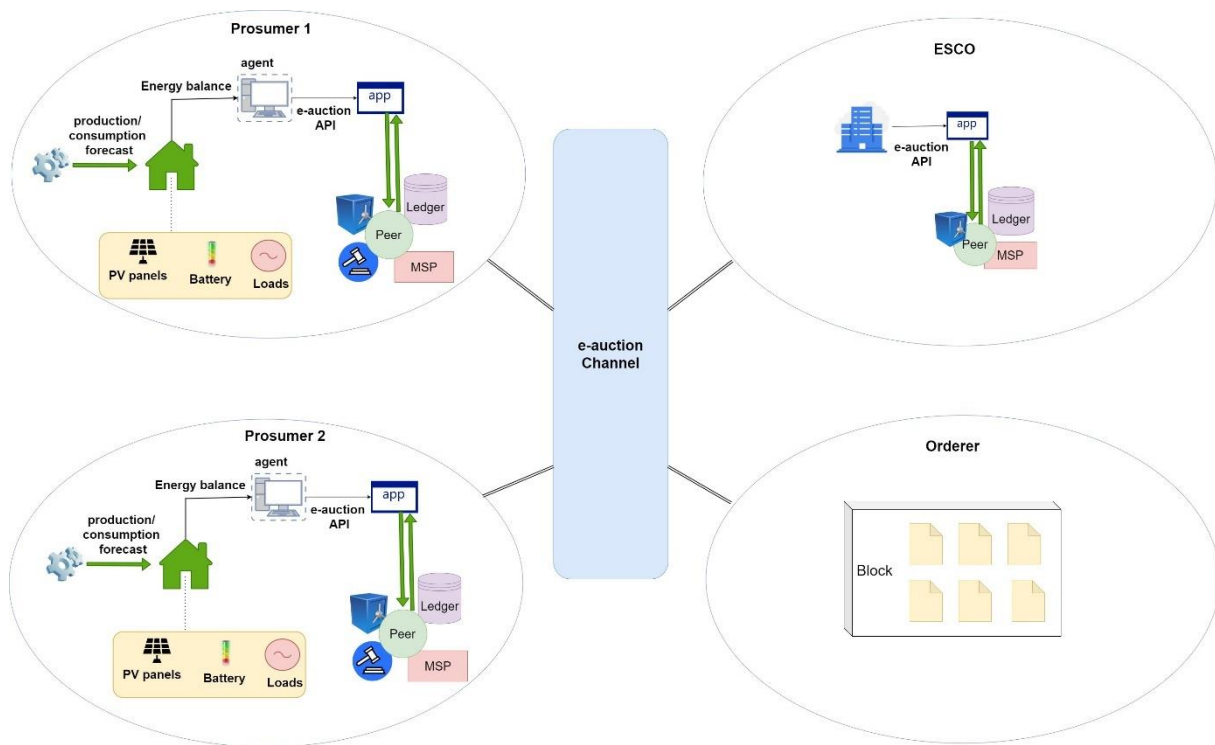 Prosumer 1
agent
Energy balance
app
e-auction
API
production/
consumption
forecast
Ledger
Peer
MSP
PV panels
Battery
Loads
ESCO
app
e-auction
API
Ledger
Peer
MSP
e-auction
Channel
Prosumer 2
agent
Energy balance
app
e-auction
API
production/
consumption
forecast
Ledger
Peer
MSP
PV panels
Battery
Loads
Orderer
Block